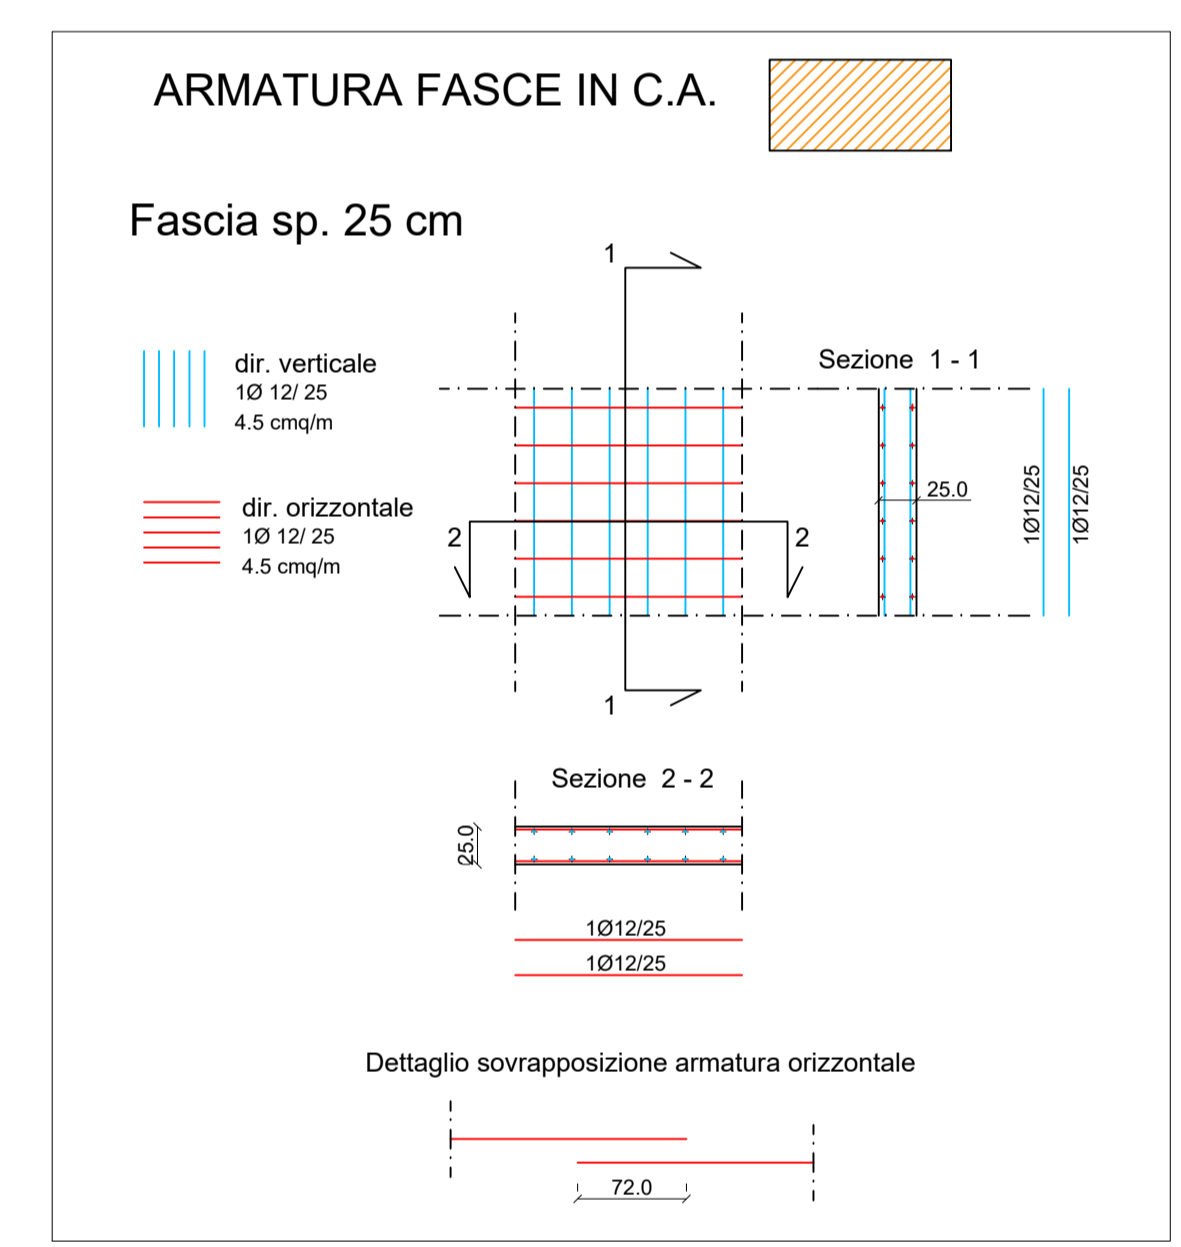 ARMATURA FASCE IN C.A.
Fascia sp. 25 cm
dir. verticale
1Ø 12/ 25
4.5 cmq/m
dir. orizzontale
1Ø 12/ 25
4.5 cmq/m
1
1
2
2
Sezione 1 - 1
25.0
1Ø12/25
1Ø12/25
Sezione 2 - 2
25.0
1Ø12/25
1Ø12/25
Dettaglio sovrapposizione armatura orizzontale
72.0